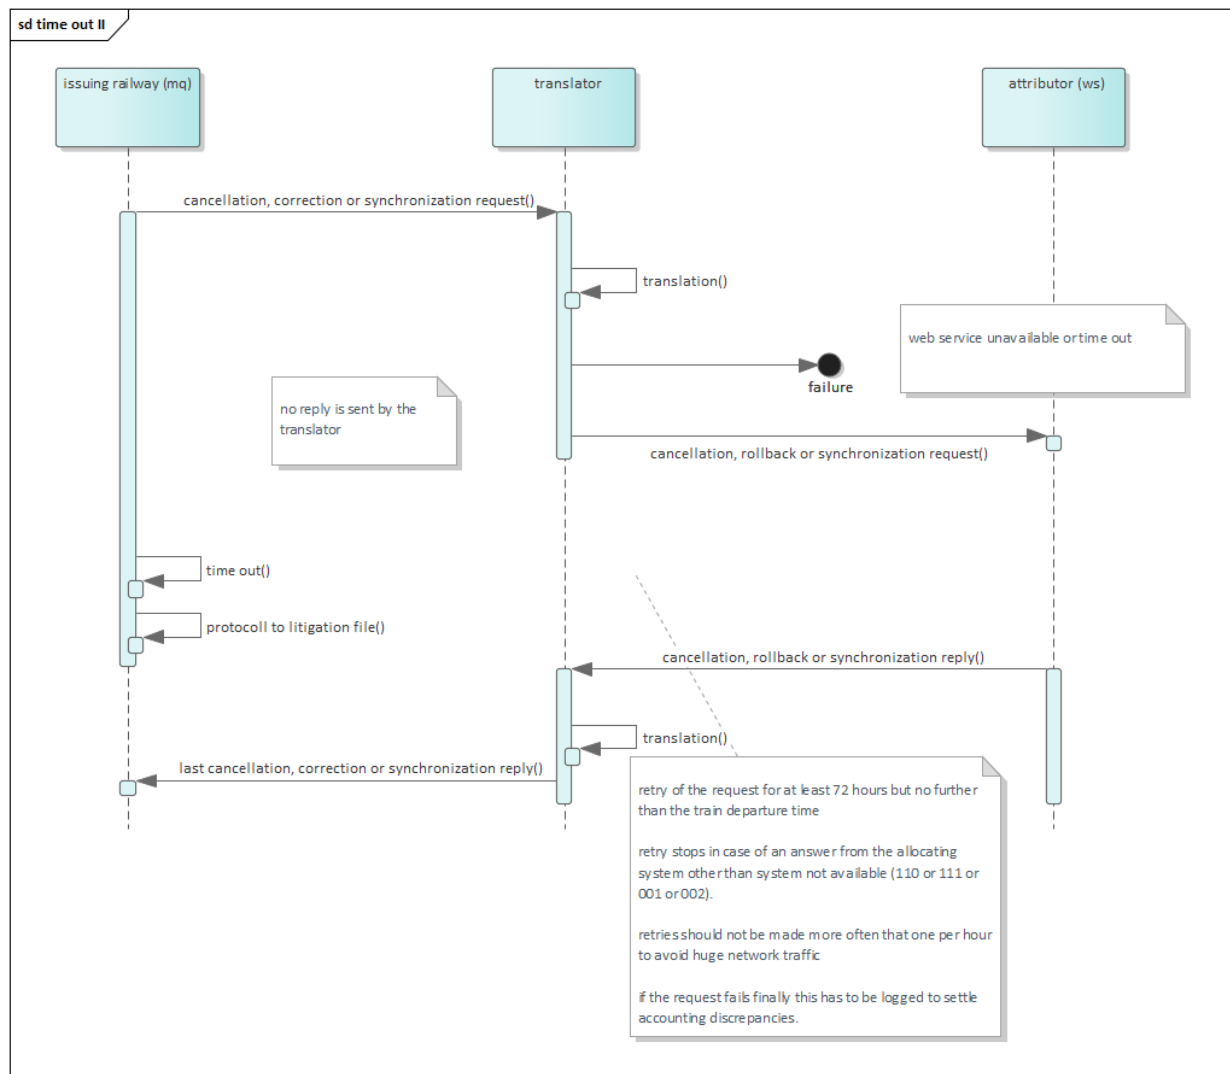 sd time out II
issuing railway (mq)
translator
attributor (ws)
cancellation, correction or synchronization request()
translation()
web service unavailable or time out
failure
no reply is sent by the
translator
cancellation, rollback or synchronization request()
time out()
protocoll to litigation file()
cancellation, rollback or synchronization reply()
translation()
last cancellation, correction or synchronization reply()
retry of the request for at least 72 hours but no further
than the train departure time
retry stops in case of an answer from the allocating
system other than system not available (110 or 111 or
001 or 002).
retries should not be made more often that one per hour
to avoid huge network traffic
if the request fails finally this has to be logged to settle
accounting discrepancies.